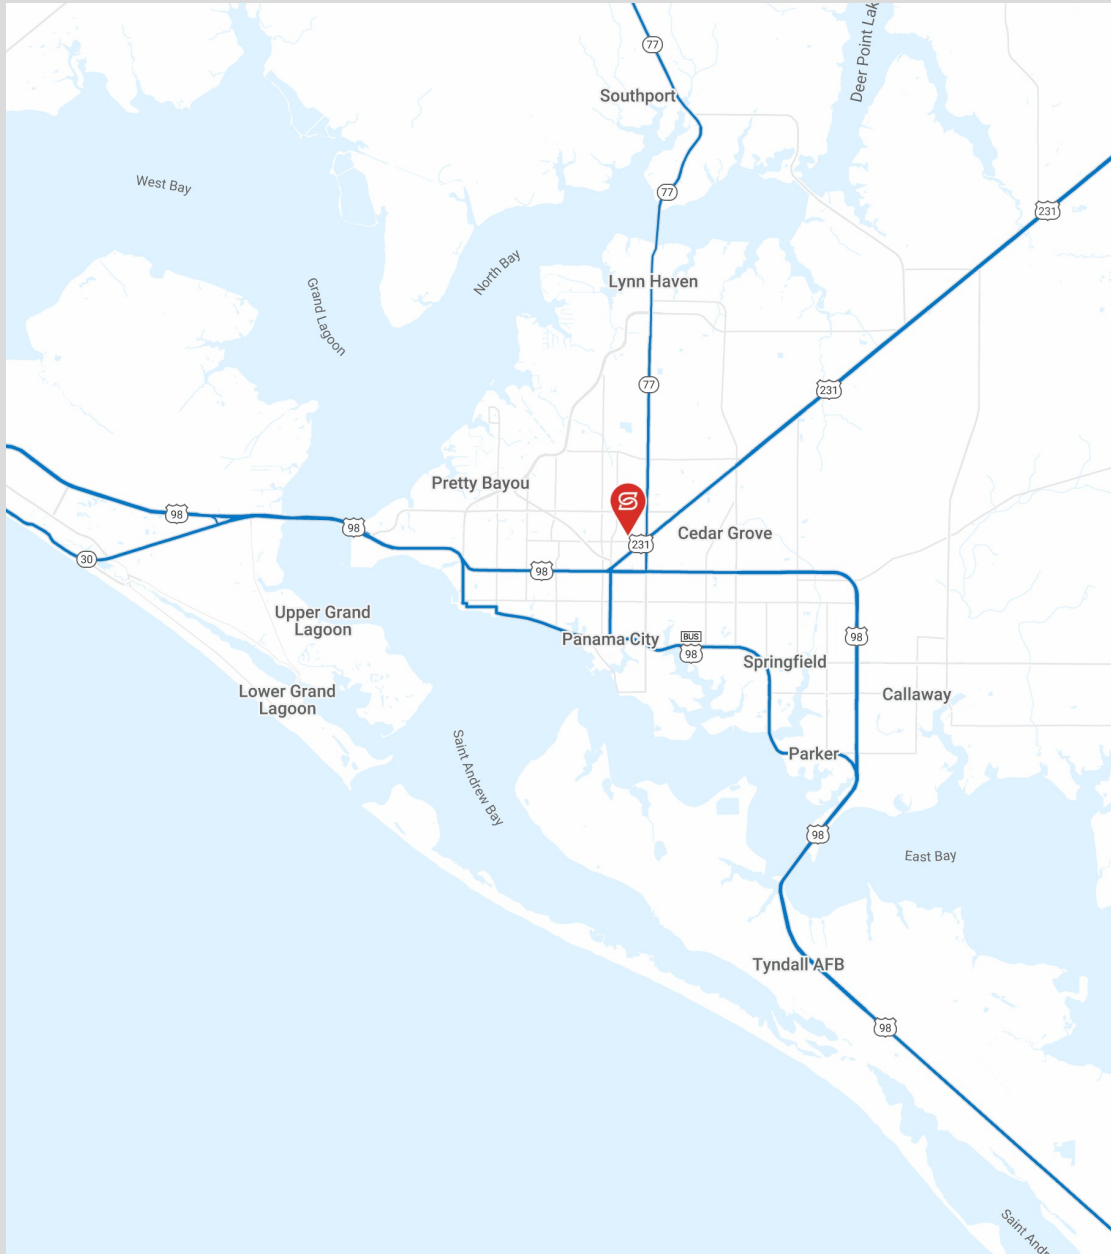 77
Southport
Deer Point Lak
West Bay
77
231
North Bay
Lynn Haven
Grand Lagoon
77
231
Pretty Bayou
98
98
231
Cedar Grove
30
98
Upper Grand
Lagoon
Panama City
BUS
98
98
Springfield
Lower Grand
Lagoon
Callaway
Saint Andrew Bay
Parker
98
East Bay
Tyndall AFB
98
Saint Andr